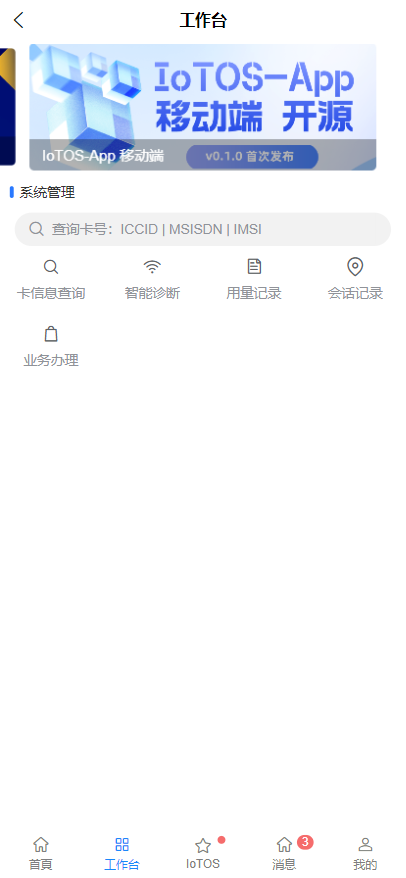 工作台
IoTOS-App
移动端 开源
IoTOS-App 移动端
v0.1.0 首次发布
系统管理
查询卡号：ICCID | MSISDN | IMSI
卡信息查询 智能诊断 用量记录 会话记录
业务办理
3
首頁 工作台 IoTOS 消息 我的